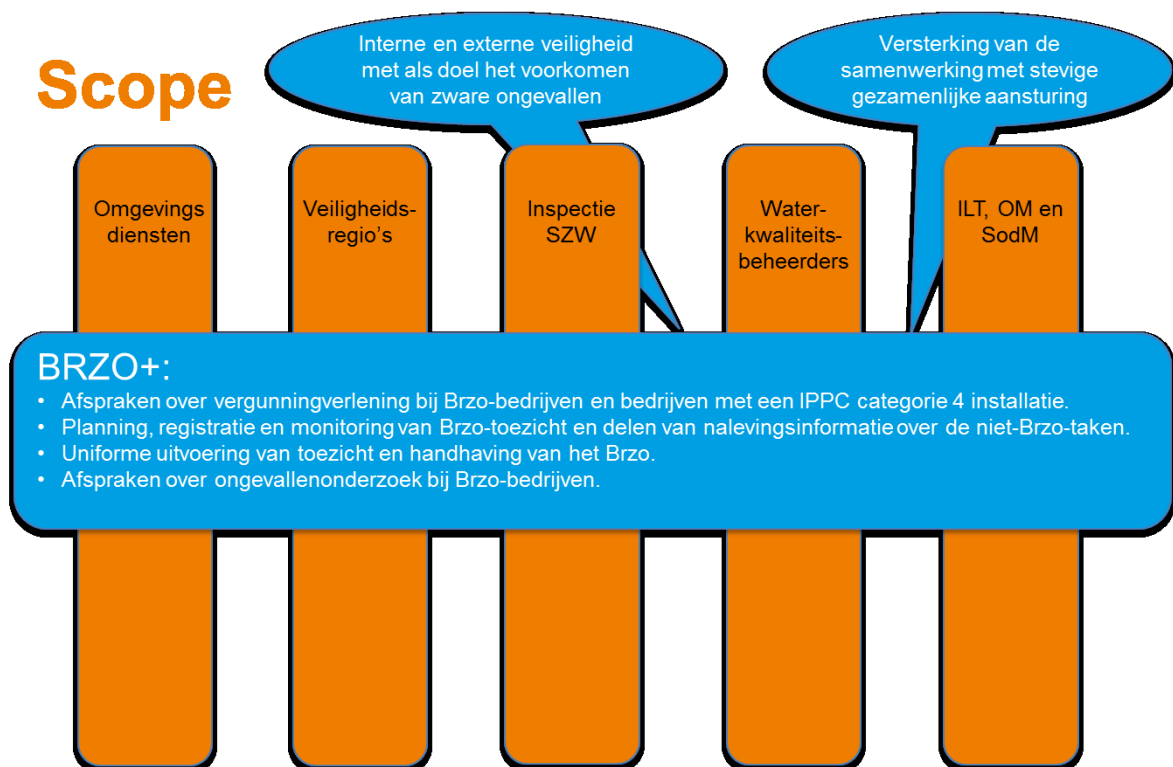 Scope
Interne en externe veiligheid
met als doel het voorkomen
van zware ongevallen
Versterking van de
samenwerking met stevige
gezamenlijke aansturing
Omgevings
diensten
Veiligheids-
regio’s
Inspectie
SZW
Water-
kwaliteits-
beheerders
ILT, OM en
SodM
BRZO+:
• Afspraken over vergunningverlening bij Brzo-bedrijven en bedrijven met een IPPC categorie 4 installatie.
• Planning, registratie en monitoring van Brzo-toezicht en delen van nalevingsinformatie over de niet-Brzo-taken.
• Uniforme uitvoering van toezicht en handhaving van het Brzo.
• Afspraken over ongevallenonderzoek bij Brzo-bedrijven.